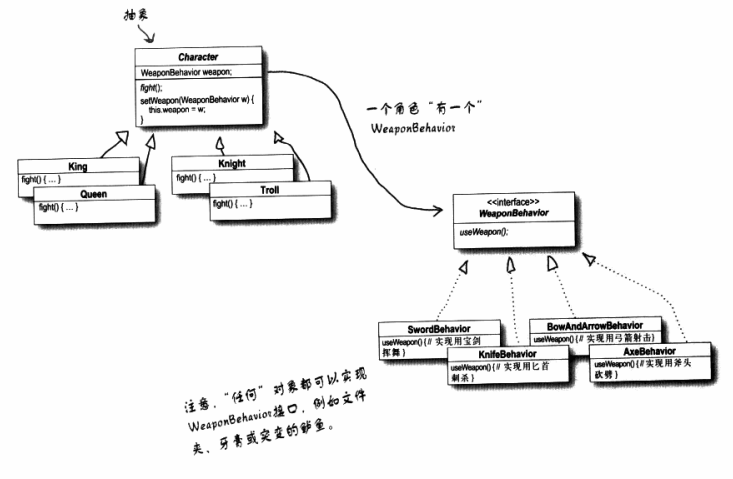 抽象
Character
WeaponBehavior weapon;
fight();
setWeapon(WeaponBehavior w) {
this.weapon = w;
}
King
fight() { ... }
Queen
fight() { ... }
Knight
fight() { ... }
Troll
fight() { ... }
一个角色“有一个”
WeaponBehavior
<<interface>>
WeaponBehavior
useWeapon();
SwordBehavior
useWeapon() {// 实现用宝剑
挥舞 }
BowAndArrowBehavior
useWeapon() {// 实现用弓箭射击}
KnifeBehavior
useWeapon() {// 实现用匕首
刺杀 }
AxeBehavior
useWeapon() {//实现用斧头
砍劈 }
注意，“任何”对象都可以实现
WeaponBehavior接口，例如文件
夹、牙膏或突变的鲈鱼。